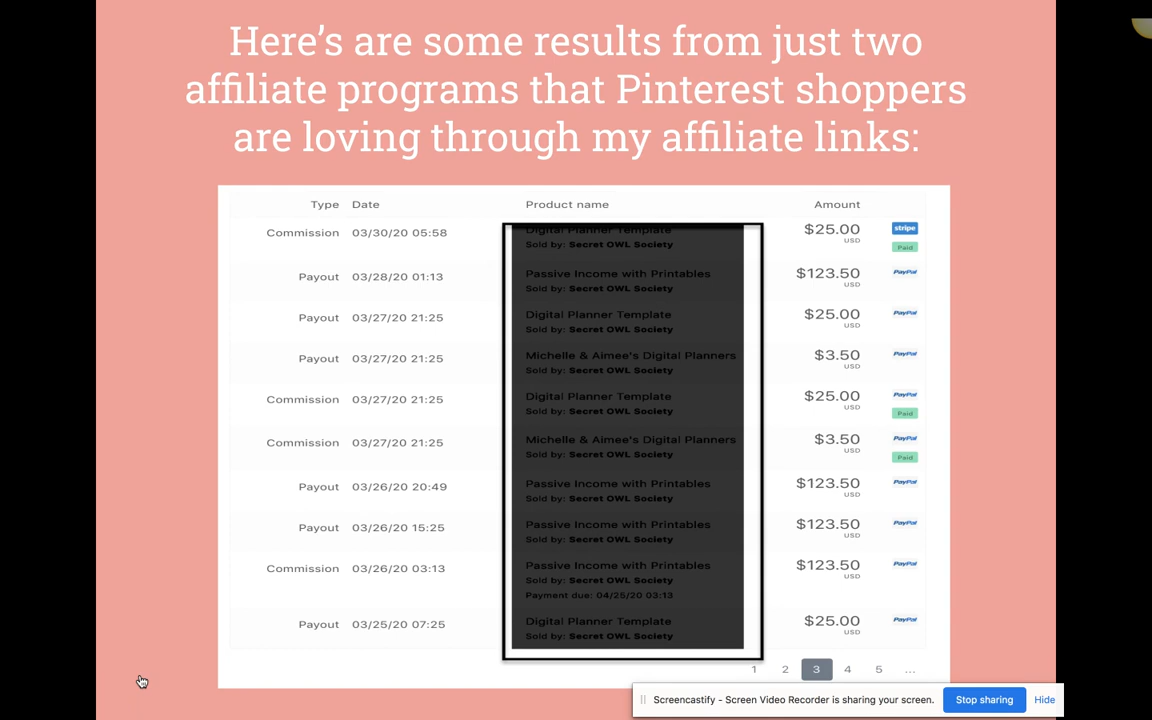 Here's are some results from just two
affiliate programs that Pinterest shoppers
are loving through my affiliate links:
Type Date Product name Amount
Commission 03/30/20 05:58 Digital Planner Template $25.00 stripe
Sold by: Secret OWL Society USD Paid
Payout 03/28/20 01:13 Passive Income with Printables $123.50 PayPal
Sold by: Secret OWL Society USD
Payout 03/27/20 21:25 Digital Planner Template $25.00 PayPal
Sold by: Secret OWL Society USD
Payout 03/27/20 21:25 Michelle & Aimee's Digital Planners $3.50 PayPal
Sold by: Secret OWL Society USD
Commission 03/27/20 21:25 Digital Planner Template $25.00 PayPal
Sold by: Secret OWL Society USD Paid
Commission 03/27/20 21:25 Michelle & Aimee's Digital Planners $3.50 PayPal
Sold by: Secret OWL Society USD Paid
Payout 03/26/20 20:49 Passive Income with Printables $123.50 PayPal
Sold by: Secret OWL Society USD
Payout 03/26/20 15:25 Passive Income with Printables $123.50 PayPal
Sold by: Secret OWL Society USD
Commission 03/26/20 03:13 Passive Income with Printables $123.50 PayPal
Sold by: Secret OWL Society USD
Payment due: 04/25/20 03:13
Payout 03/25/20 07:25 Digital Planner Template $25.00 PayPal
Sold by: Secret OWL Society USD
1 2 3 4 5 ...
Screencastify - Screen Video Recorder is sharing your screen. Stop sharing Hide